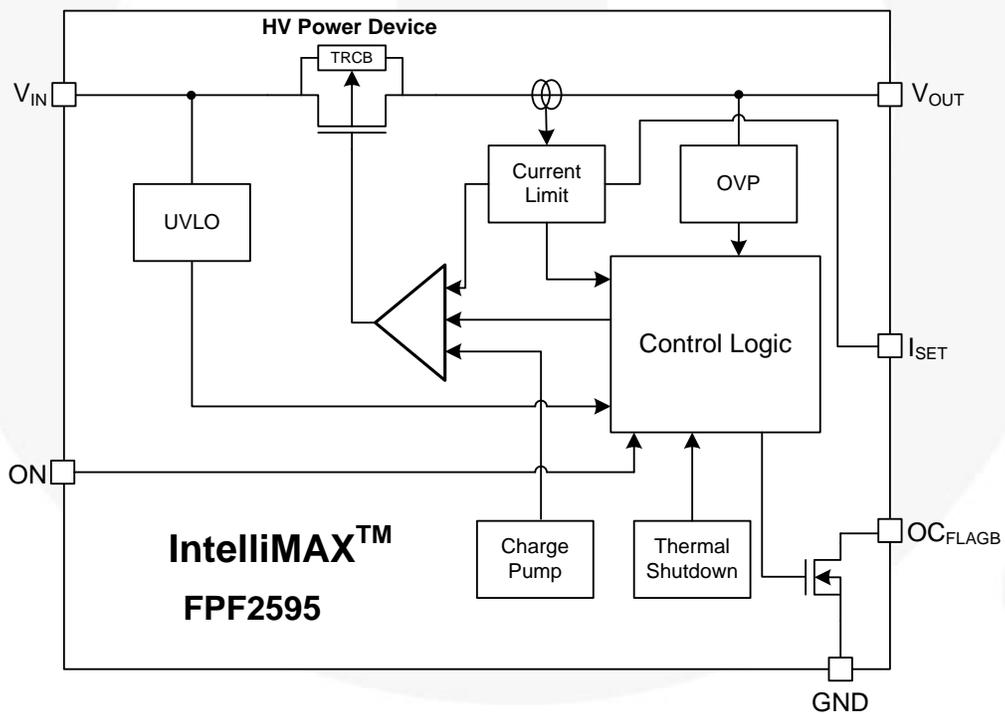 HV Power Device
TRCB
VIN
VOUT
Current
Limit
OVP
UVLO
Control Logic
ISET
ON
IntelliMAX™
FPF2595
Charge
Pump
Thermal
Shutdown
OCFLAGB
GND